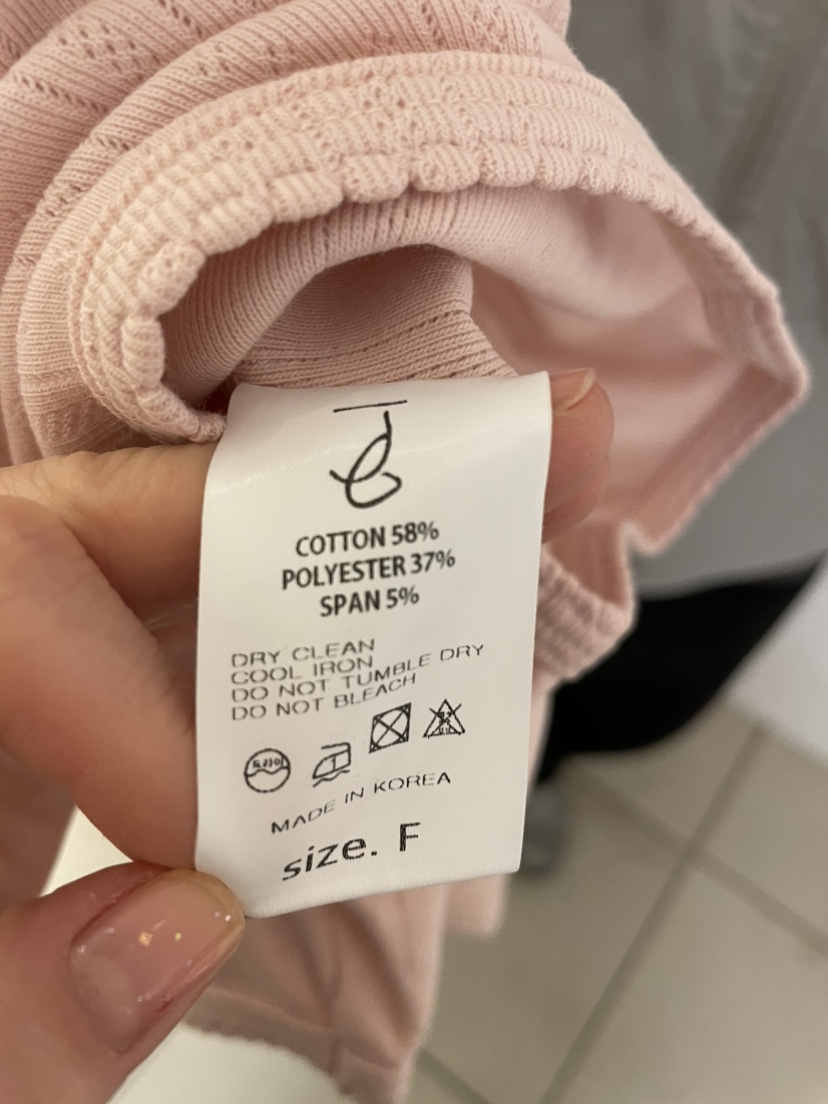 COTTON 58%
POLYESTER 37%
SPAN 5%
DRY CLEAN
COOL IRON
DO NOT TUMBLE DRY
DO NOT BLEACH
MADE IN KOREA
size. F